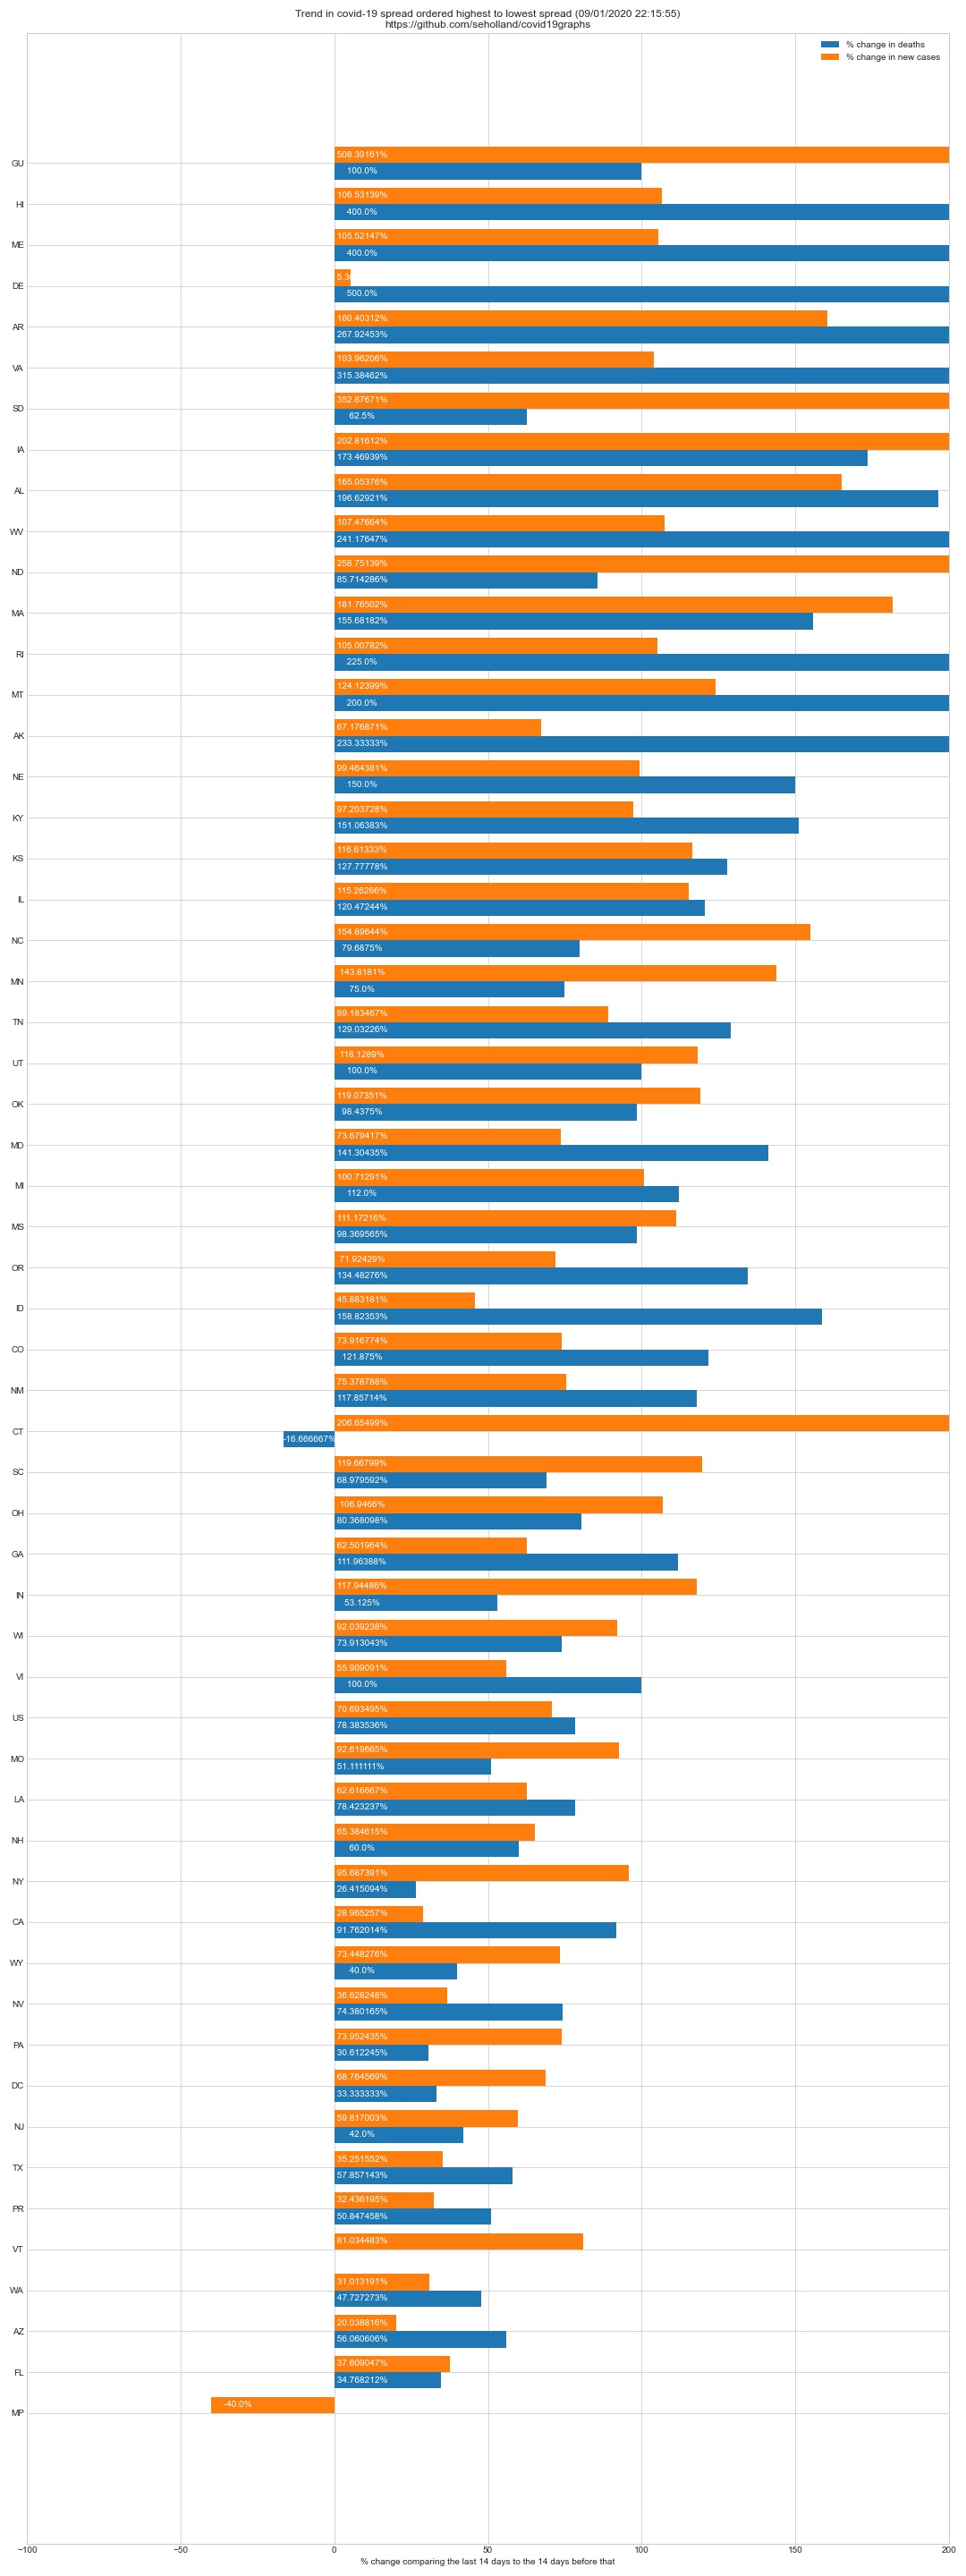 Trend in covid-19 spread ordered highest to lowest spread (09/01/2020 22:15:55)
https://github.com/seholland/covid19graphs
% change in deaths
% change in new cases
508.39161%
GU
100.0%
106.53139%
HI
400.0%
105.52147%
ME
400.0%
DE
500.0%
160.40312%
AR
267.92453%
103.96206%
VA
315.38462%
352.87671%
SD
62.5%
202.81612%
IA
173.46939%
165.05376%
AL
196.62921%
107.47664%
WV
241.17647%
258.75139%
ND
85.714286%
181.76502%
MA
155.68182%
105.00782%
RI
225.0%
124.12399%
MT
200.0%
67.176871%
AK
233.33333%
99.464381%
NE
150.0%
97.203728%
KY
151.06383%
116.61333%
KS
127.77778%
115.26266%
IL
120.47244%
154.89644%
NC
79.6875%
143.8181%
MN
75.0%
89.183467%
TN
129.03226%
118.1289%
UT
100.0%
119.07351%
OK
98.4375%
73.679417%
MD
141.30435%
100.71291%
MI
112.0%
111.17216%
MS
98.369565%
71.92429%
OR
134.48276%
45.883181%
ID
158.82353%
73.916774%
CO
121.875%
75.378788%
NM
117.85714%
206.65499%
CT
-16.666667%
119.66799%
SC
68.979592%
106.9466%
OH
80.368098%
62.501964%
GA
111.96388%
117.94486%
IN
53.125%
92.039238%
WI
73.913043%
55.909091%
VI
100.0%
70.693495%
US
78.383536%
92.619665%
MO
51.111111%
62.616667%
LA
78.423237%
65.384615%
NH
60.0%
95.687391%
NY
26.415094%
28.965257%
CA
91.762014%
73.448276%
WY
40.0%
36.628248%
NV
74.380165%
73.952435%
PA
30.612245%
68.764569%
DC
33.333333%
59.817003%
NJ
42.0%
35.251552%
TX
57.857143%
32.436195%
PR
50.847458%
81.034483%
VT
31.013191%
WA
47.727273%
20.038816%
AZ
56.060606%
37.609047%
FL
34.768212%
-40.0%
MP
−100 −50 0 50 100 150 200
% change comparing the last 14 days to the 14 days before that